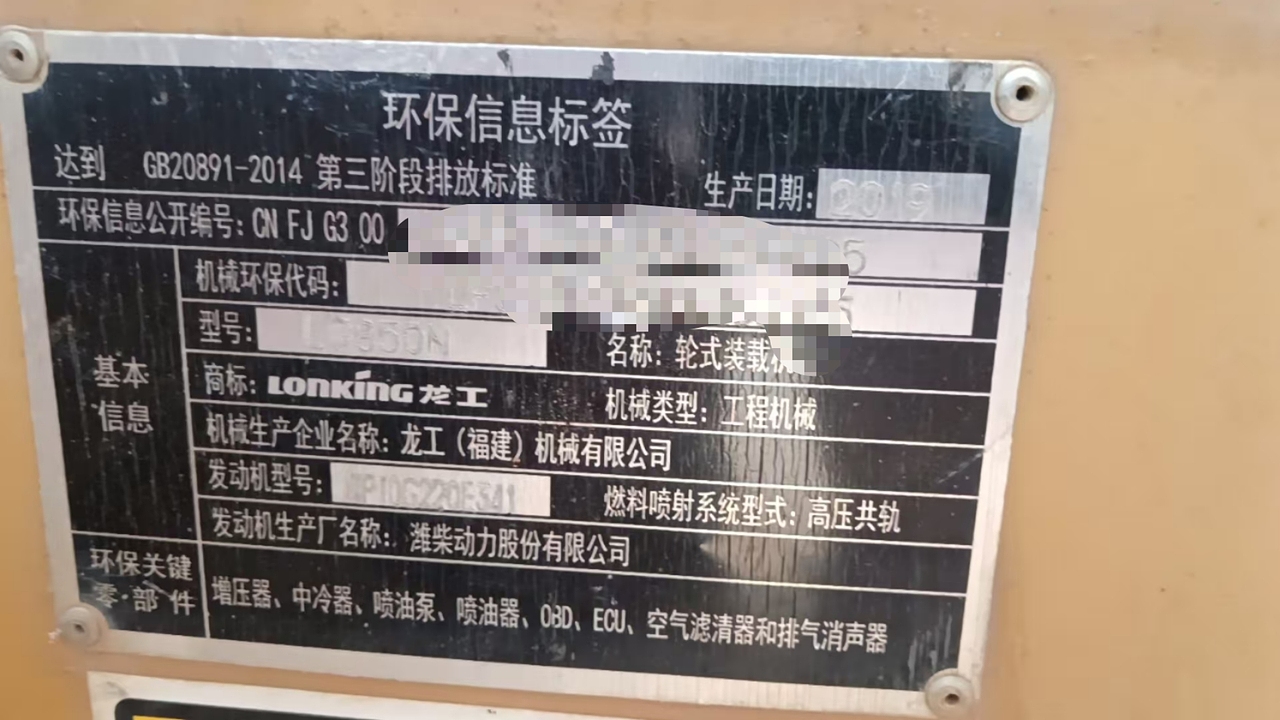 环保信息标签
达到 GB20891-2014 第三阶段排放标准 生产日期: 2019
环保信息公开编号: CN FJ G3 00
机械环保代码:
基本信息
型号: 名称: 轮式装载
商标: LONKING 龙工 机械类型: 工程机械
机械生产企业名称: 龙工（福建）机械有限公司
发动机型号: 燃料喷射系统型式: 高压共轨
发动机生产厂名称: 潍柴动力股份有限公司
环保关键零部件
增压器、中冷器、喷油泵、喷油器、OBD、ECU、空气滤清器和排气消声器